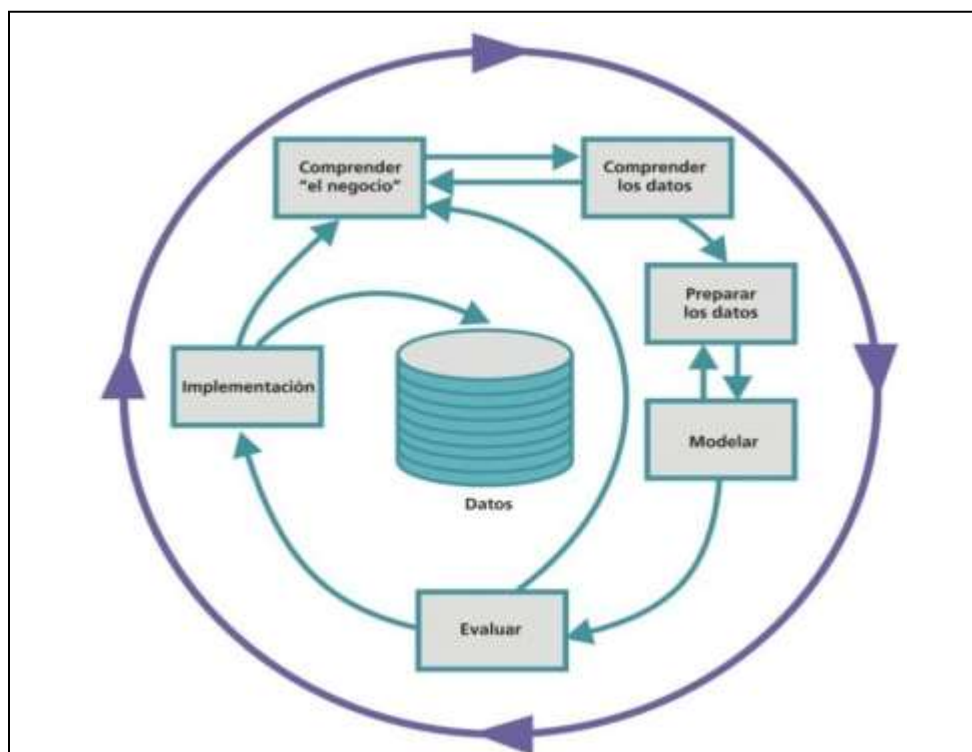 Comprender
"el negocio"
Comprender
los datos
Preparar
los datos
Implementación
Modelar
Datos
Evaluar